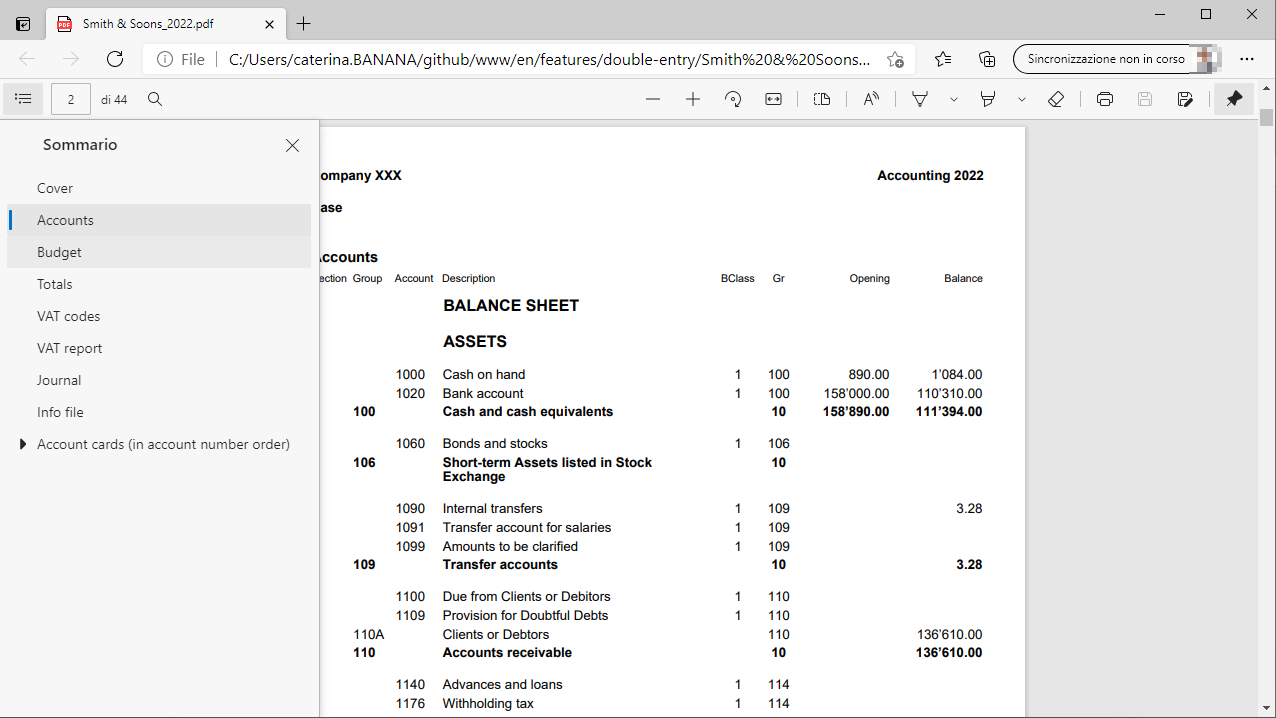 Smith & Soons_2022.pdf
File C:/Users/caterina.BANANA/github/www/en/features/double-entry/Smith%20&%20Soons... Sincronizzazione non in corso
2 di 44
Sommario
Cover
Accounts
Budget
Totals
VAT codes
VAT report
Journal
Info file
Account cards (in account number order)
ompany XXX Accounting 2022
ase
ccounts
ection Group Account Description BClass Gr Opening Balance
BALANCE SHEET
ASSETS
1000 Cash on hand 1 100 890.00 1’084.00
1020 Bank account 1 100 158’000.00 110’310.00
100 Cash and cash equivalents 10 158’890.00 111’394.00
1060 Bonds and stocks 1 106
106 Short-term Assets listed in Stock 10
Exchange
1090 Internal transfers 1 109 3.28
1091 Transfer account for salaries 1 109
1099 Amounts to be clarified 1 109
109 Transfer accounts 10 3.28
1100 Due from Clients or Debitors 1 110
1109 Provision for Doubtful Debts 1 110
110A Clients or Debtors 110 136’610.00
110 Accounts receivable 10 136’610.00
1140 Advances and loans 1 114
1176 Withholding tax 1 114